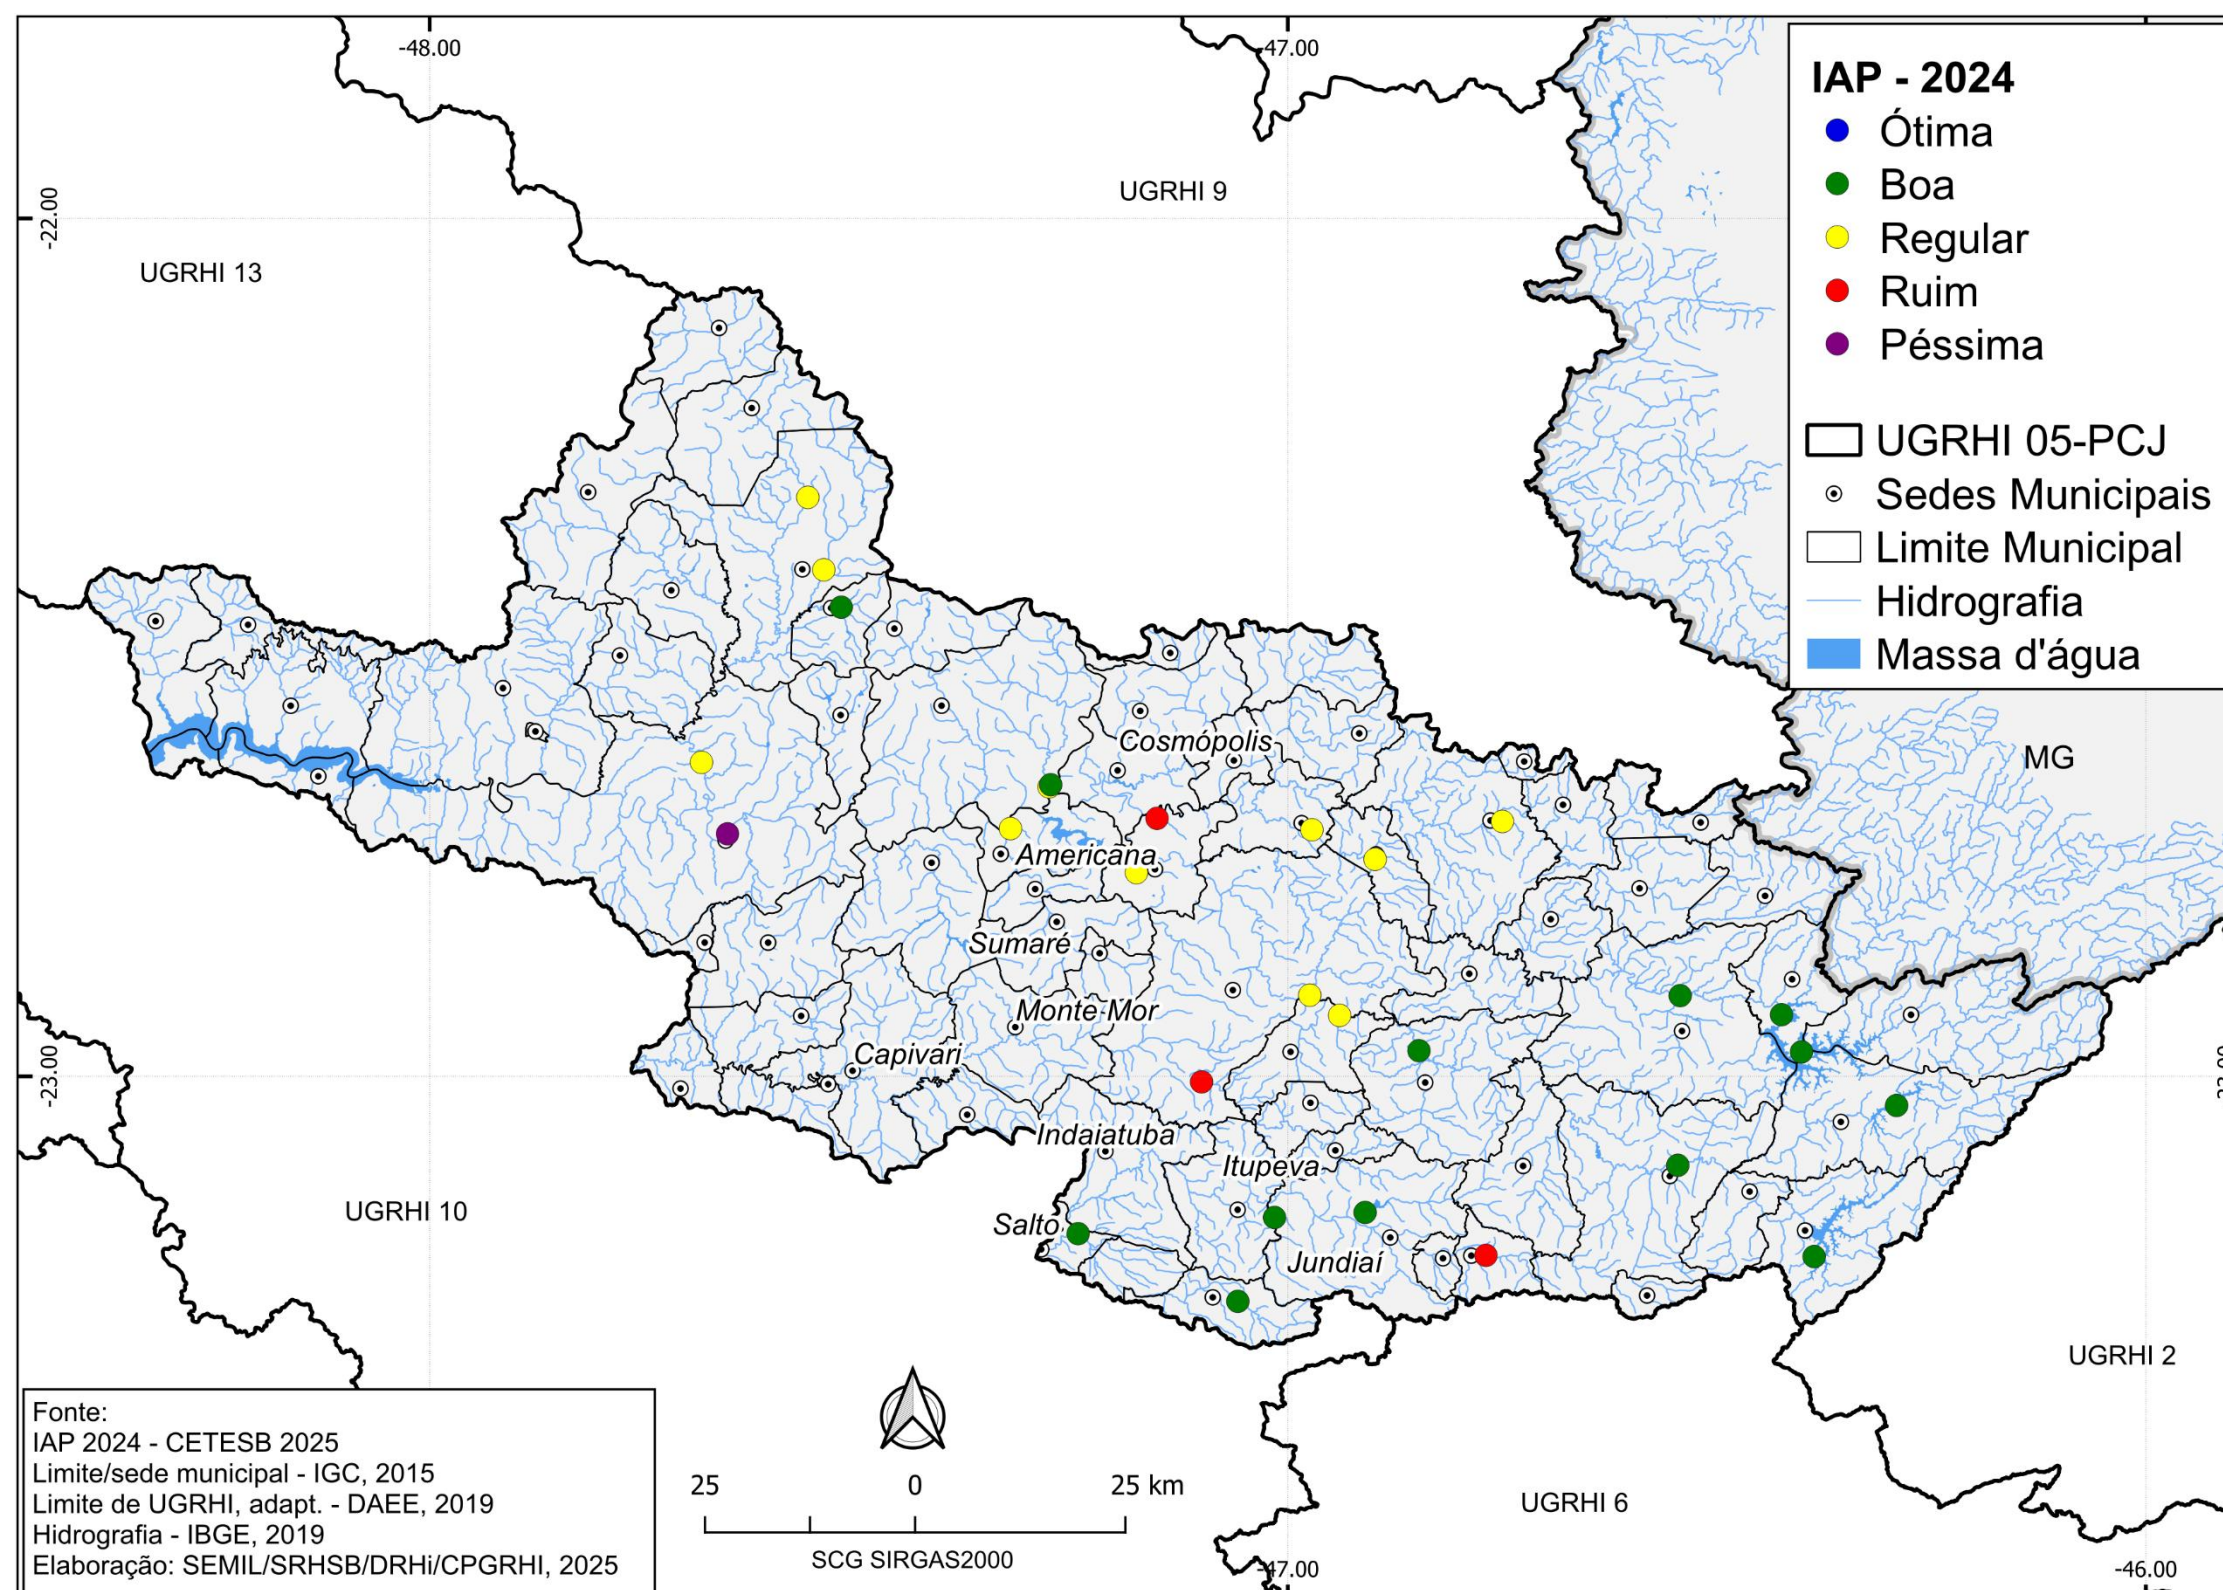 -48.00
-47.00
IAP - 2024
Ótima
Boa
Regular
Ruim
Péssima
UGRHI 05-PCJ
Sedes Municipais
Limite Municipal
Hidrografia
Massa d'água
-22.00
UGRHI 9
UGRHI 13
MG
Cosmópolis
Americana
Sumaré
Monte-Mor
Capivari
-23.00
Indaiatuba
Itupeva
UGRHI 10
Salto
Jundiaí
UGRHI 2
UGRHI 6
Fonte:
IAP 2024 - CETESB 2025
Limite/sede municipal - IGC, 2015
Limite de UGRHI, adapt. - DAEE, 2019
Hidrografia - IBGE, 2019
Elaboração: SEMIL/SRHSB/DRHi/CPGRHI, 2025
25 0 25 km
SCG SIRGAS2000
-47.00
-46.00